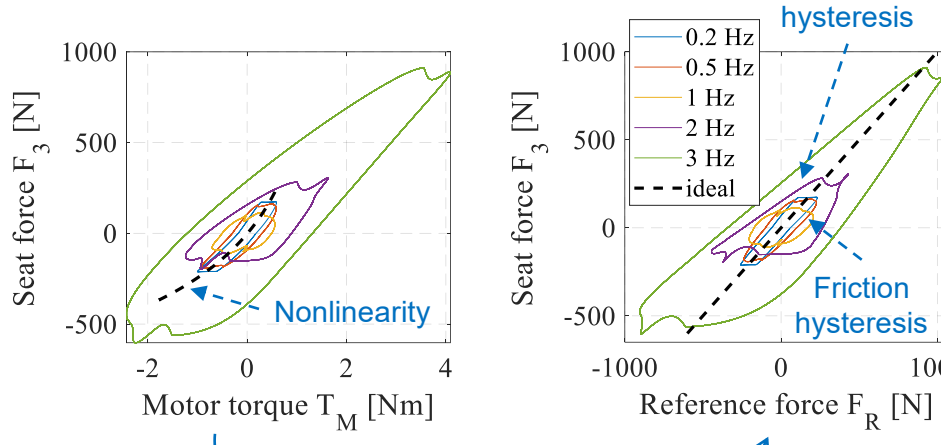 hysteresis
1000
500
0
-500
Seat force F3 [N]
-2
0
2
4
Motor torque TM [Nm]
Nonlinearity
1000
500
0
-500
Seat force F3 [N]
0.2 Hz
0.5 Hz
1 Hz
2 Hz
3 Hz
ideal
Friction
hysteresis
-1000
0
Reference force FR [N]